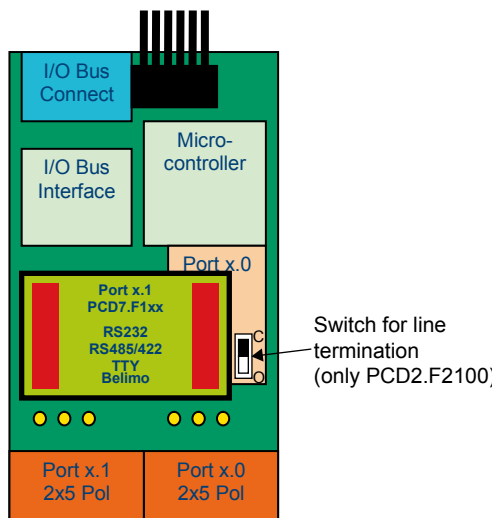 I/O Bus
Connect
Micro-
controller
I/O Bus
Interface
Port x.0
Port x.1
PCD7.F1xx
RS232
RS485/422
TTY
Belimo
C
O
Switch for line
termination
(only PCD2.F2100)
Port x.1
2x5 Pol
Port x.0
2x5 Pol